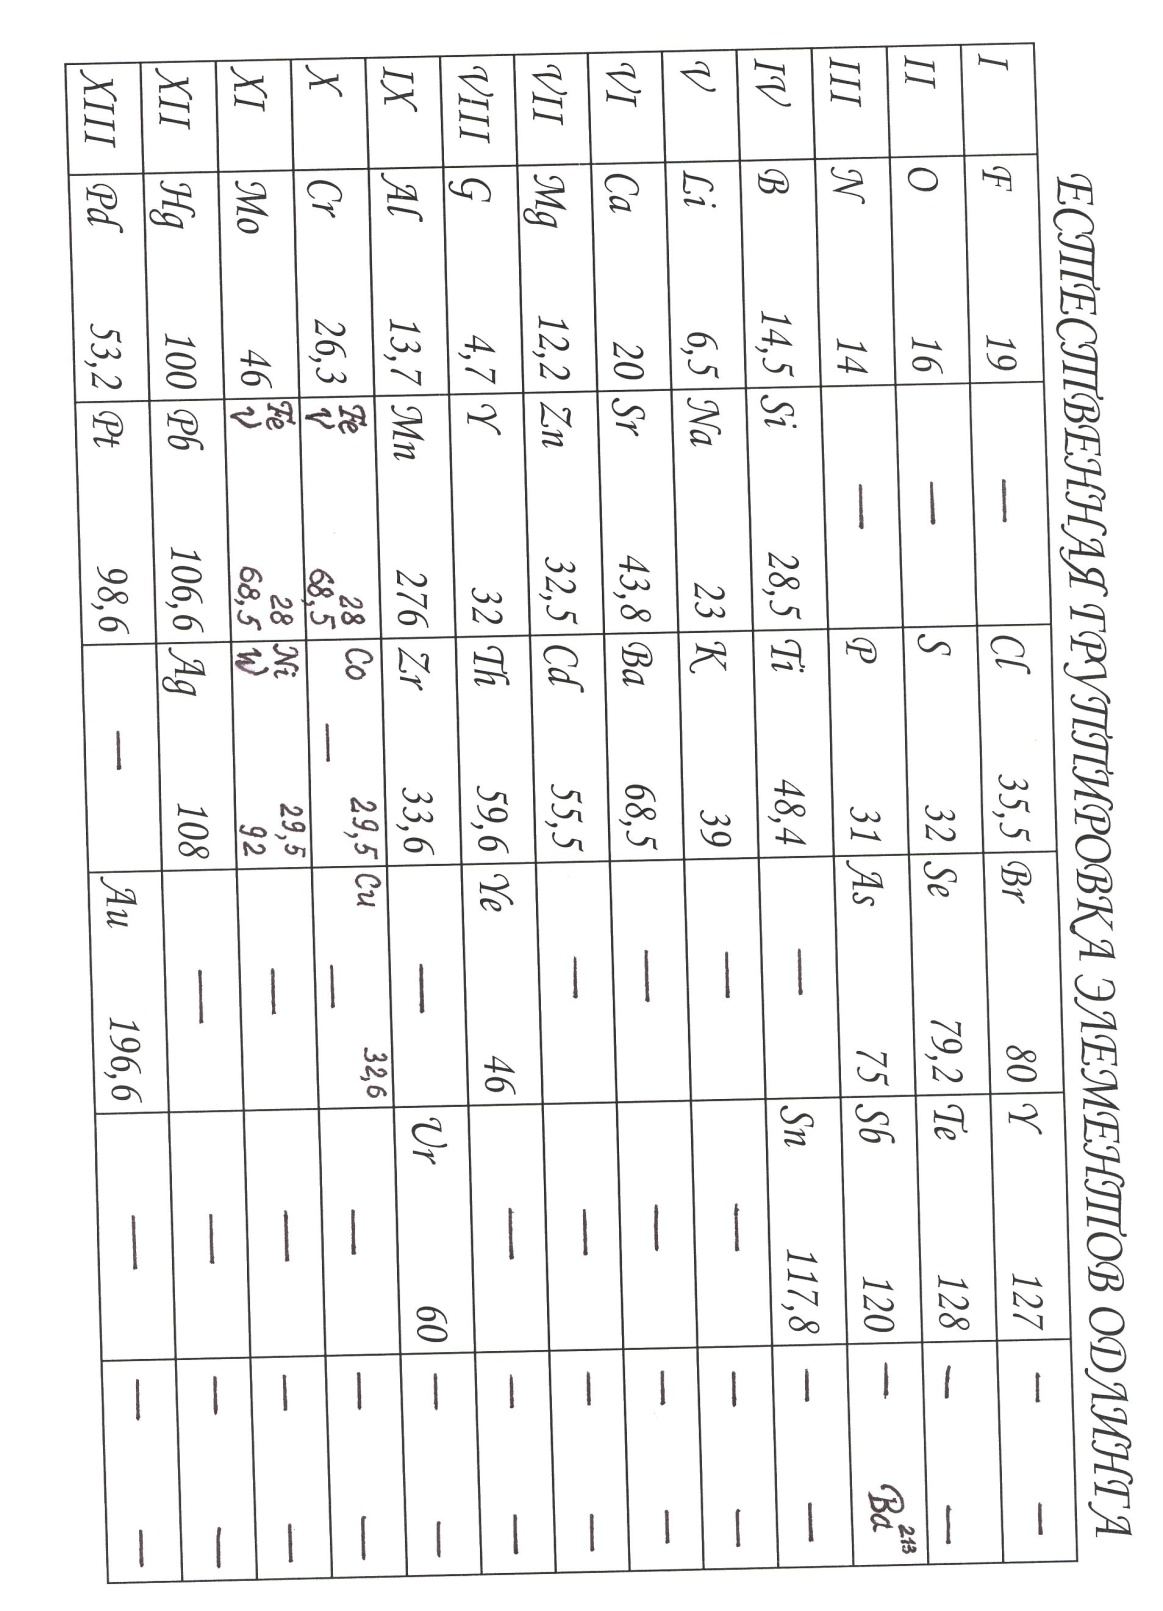 ЕСТЕСТВЕННАЯ ГРУППИРОВКА ЭЛЕМЕНТОВ ОДЛИНГА
I F 19 — Cl 35,5 Br 80 Y 127 — —
II O 16 — S 32 Se 79,2 Te 128 — —
III N 14 — P 31 As 75 Sb 120 — Bd 213
IV B 14,5 Si 28,5 Ti 48,4 — Sn 117,8 — —
V Li 6,5 Na 23 K 39 — — — —
VI Ca 20 Sr 43,8 Ba 68,5 — — — —
VII Mg 12,2 Zn 32,5 Cd 55,5 — — — —
VIII G 4,7 Y 32 Th 59,6 Ye 46 — — —
IX Al 13,7 Mn 276 Zr 33,6 — Ur 60 — —
X Cr 26,3 Fe 28 Co 29,5 Cu 32,6 — — —
V 68,5 — —
XI Mo 46 Fe 28 Ni 29,5 — — — —
V 68,5 W 92
XII Hg 100 Pb 106,6 Ag 108 — — — —
XIII Pd 53,2 Pt 98,6 — Au 196,6 — — —